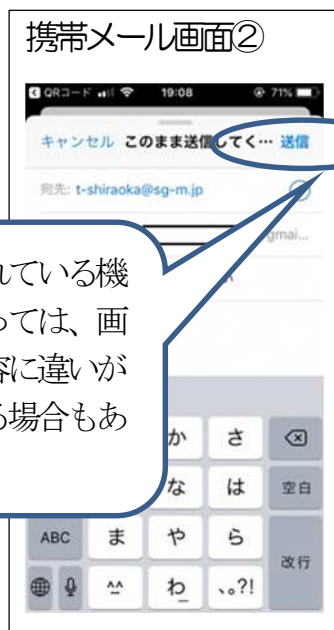 携帯メール画面②
QRコード 19:08 71%
キャンセル このまま送信してく… 送信
宛先: t-shiraoka@sg-m.jp
gmai...
れている機
っては、画
容に違いが
る場合もあ
か さ
な は 空白
ABC ま や ら
改行
^^ わ 、。?!